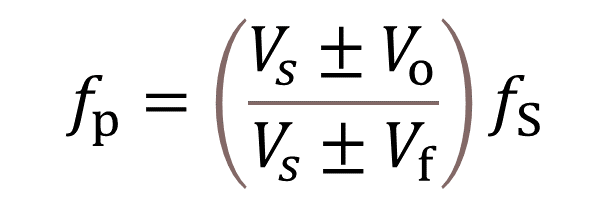 f_p = ( (V_s ± V_o) / (V_s ± V_f) ) f_S